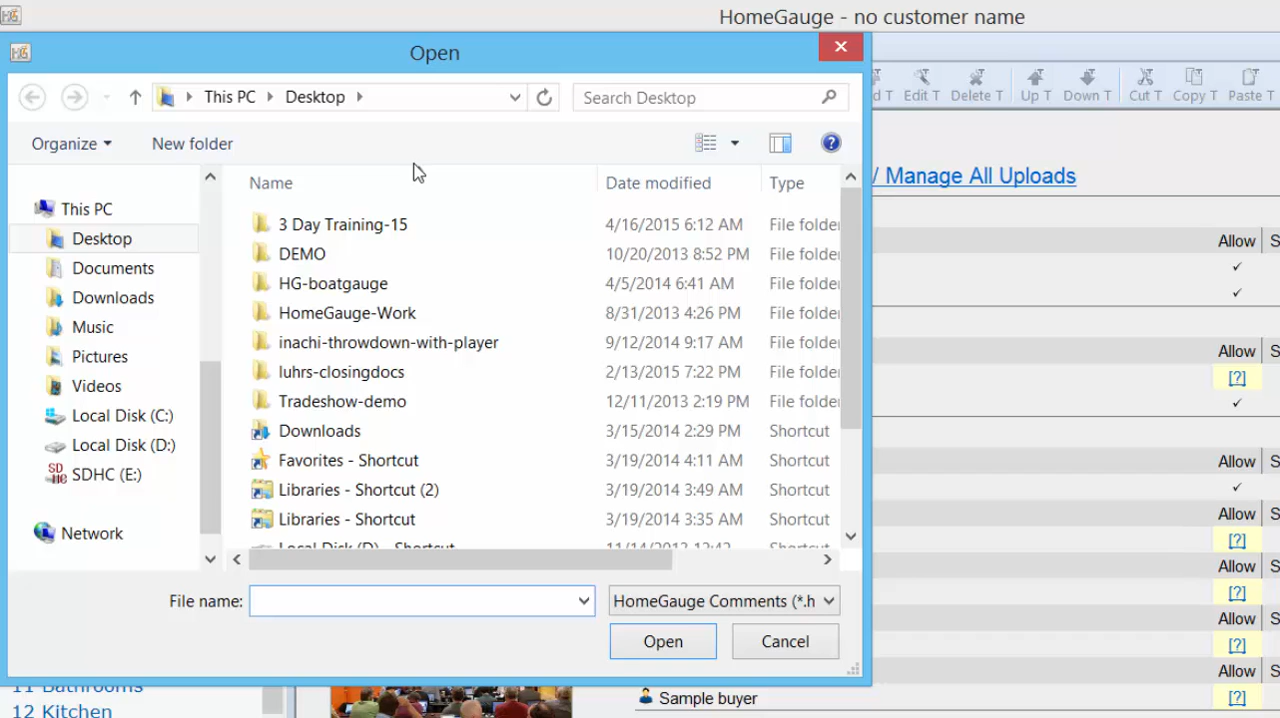 HG HomeGauge - no customer name
HG Open
This PC Desktop
Search Desktop
Organize New folder
Name Date modified Type
This PC
Desktop
Documents
Downloads
Music
Pictures
Videos
Local Disk (C:)
Local Disk (D:)
SDHC (E:)
Network
3 Day Training-15 4/16/2015 6:12 AM File folder
DEMO 10/20/2013 8:52 PM File folder
HG-boatgauge 4/5/2014 6:41 AM File folder
HomeGauge-Work 8/31/2013 4:26 PM File folder
inachi-throwdown-with-player 9/12/2014 9:17 AM File folder
luhrs-closingdocs 2/13/2015 7:22 PM File folder
Tradeshow-demo 12/11/2013 2:19 PM File folder
Downloads 3/15/2014 2:29 PM Shortcut
Favorites - Shortcut 3/19/2014 4:11 AM Shortcut
Libraries - Shortcut (2) 3/19/2014 3:49 AM Shortcut
Libraries - Shortcut 3/19/2014 3:35 AM Shortcut
Local Disk (D) - Shortcut
File name: HomeGauge Comments (*.h
Open Cancel
d T Edit T Delete T Up T Down T Cut T Copy T Paste T
/ Manage All Uploads
Allow S
Allow S
[?]
Allow S
Allow S
[?]
Allow S
[?]
Allow S
[?]
Allow S
Sample buyer [?]
11 Bathrooms
12 Kitchen